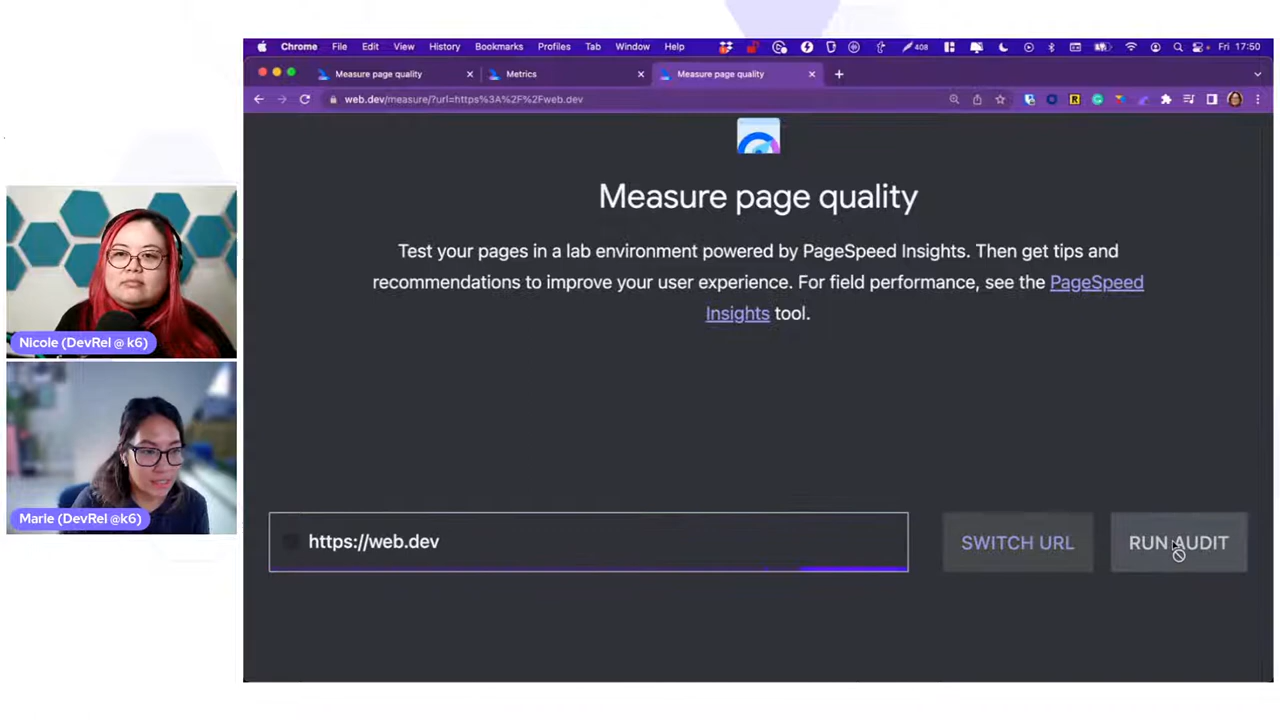 Chrome File Edit View History Bookmarks Profiles Tab Window Help 408 Fri 17:50
Measure page quality Metrics Measure page quality
web.dev/measure/?url=https%3A%2F%2Fweb.dev
Measure page quality
Test your pages in a lab environment powered by PageSpeed Insights. Then get tips and
recommendations to improve your user experience. For field performance, see the PageSpeed
Insights tool.
https://web.dev SWITCH URL RUN AUDIT
Nicole (DevRel @ k6)
Marie (DevRel @k6)